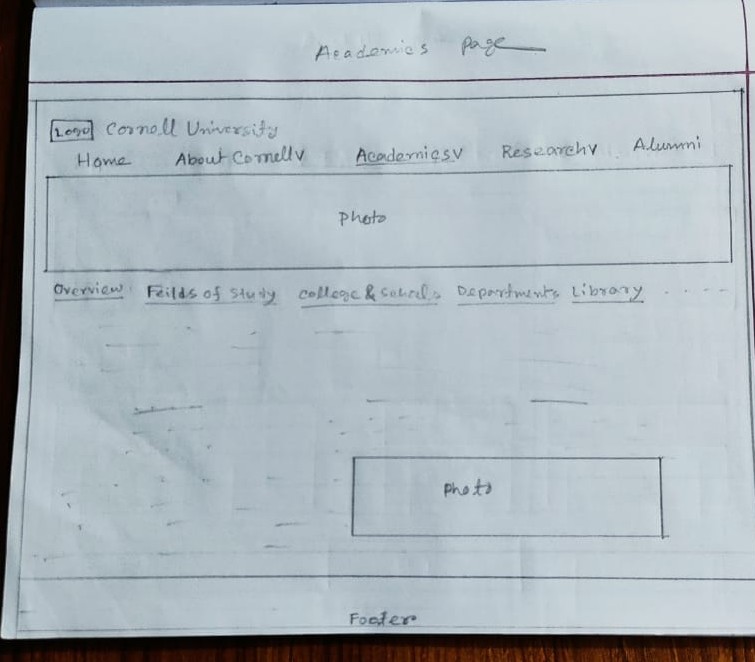 Academics page
Logo Cornell University
Home About Cornell v Academics v Research v Alumni
Photo
Overview Feilds of study college & schools Departments Library
Photo
Footer